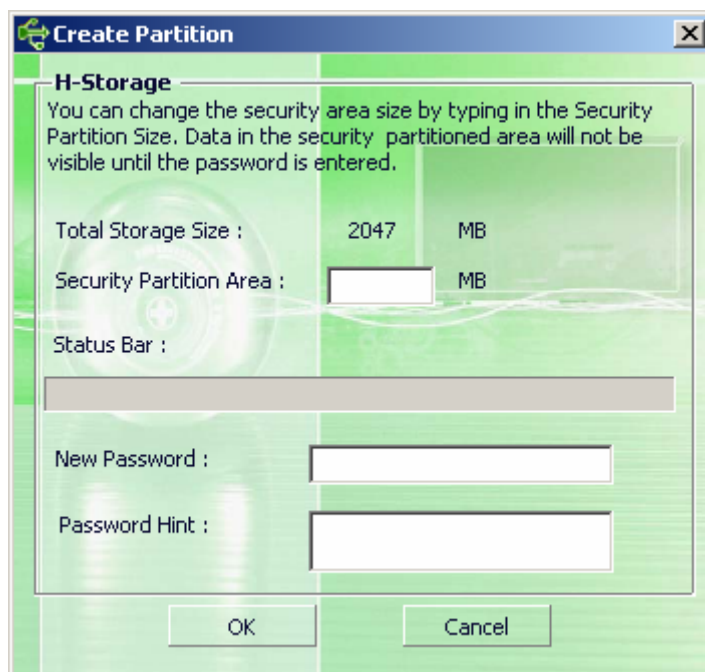 Create Partition
H-Storage
You can change the security area size by typing in the Security
Partition Size. Data in the security  partitioned area will not be
visible until the password is entered.
Total Storage Size : 2047 MB
Security Partition Area : MB
Status Bar :
New Password :
Password Hint :
OK Cancel